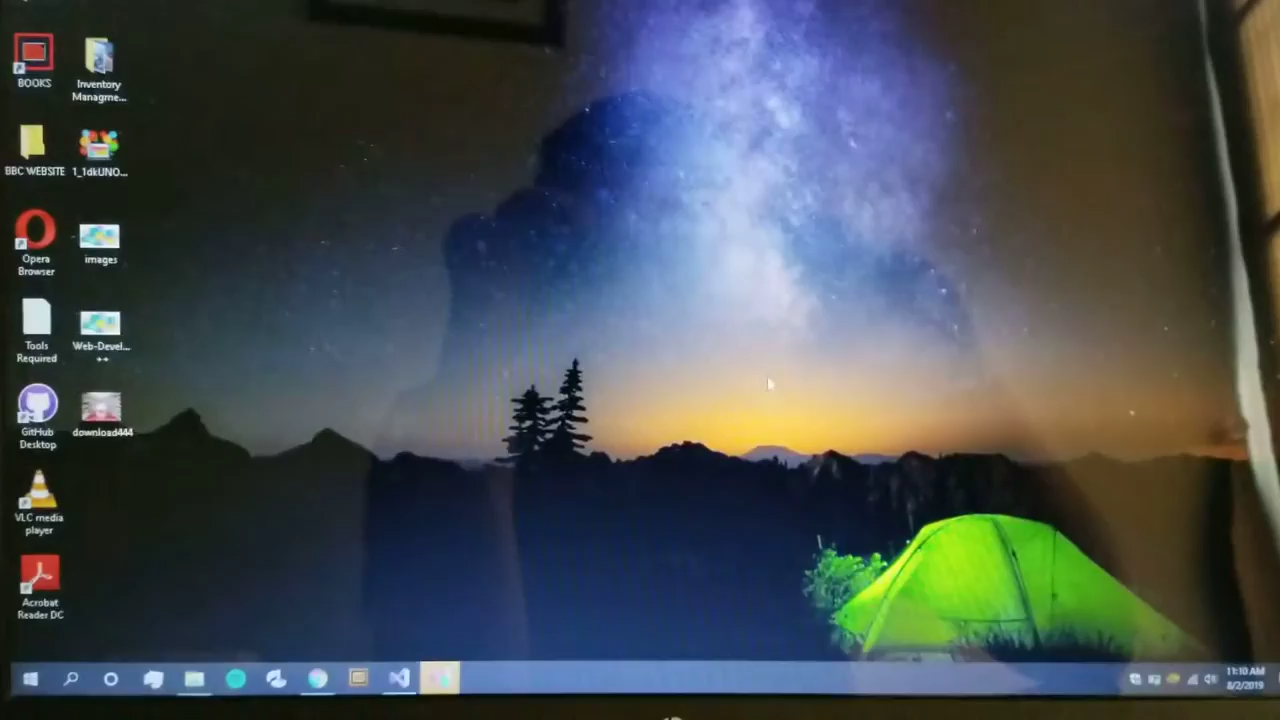 BOOKS
Inventory
Managme...
BBC WEBSITE
1_1dkUNO...
Opera
Browser
images
Tools
Required
Web-Devel...
++
GitHub
Desktop
download444
VLC media
player
Acrobat
Reader DC
11:10 AM
8/2/2019